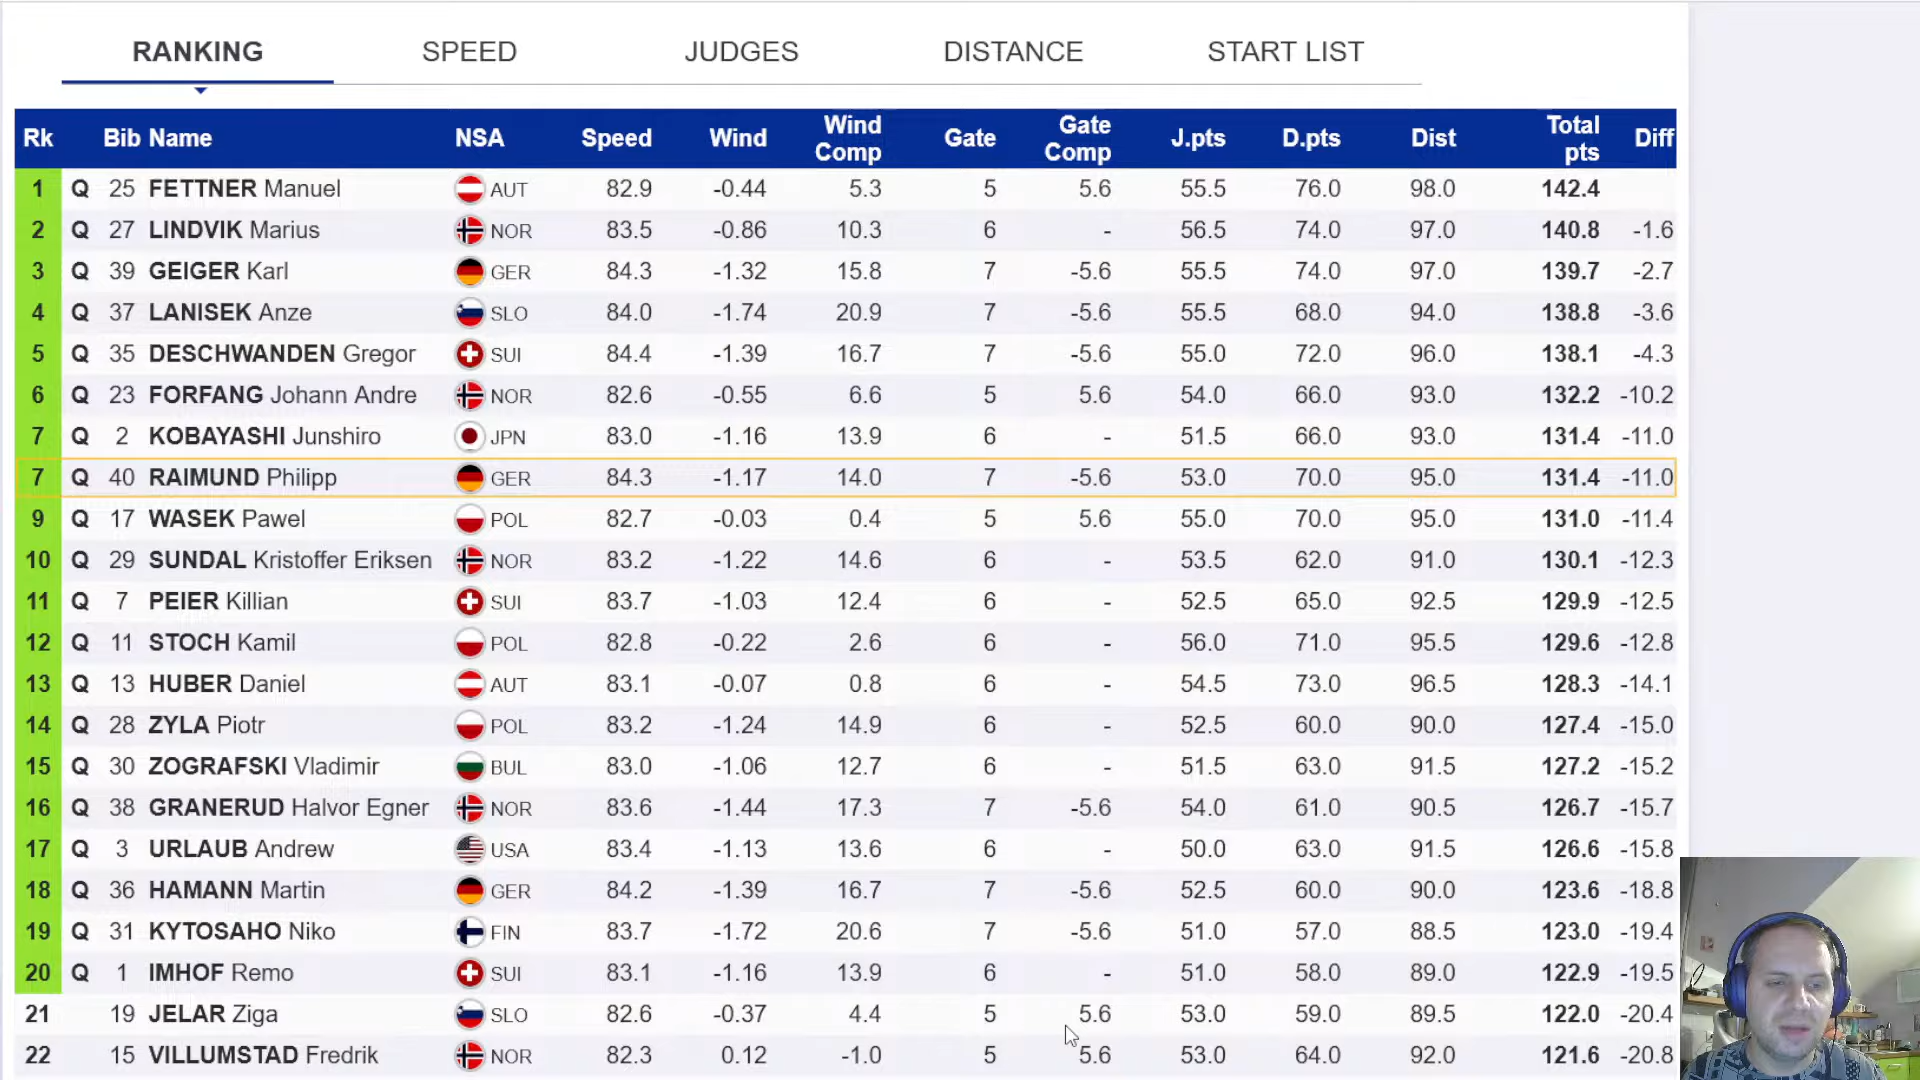 RANKING SPEED JUDGES DISTANCE START LIST
Rk Bib Name NSA Speed Wind Wind Comp Gate Gate Comp J.pts D.pts Dist Total pts Diff
1 Q 25 FETTNER Manuel AUT 82.9 -0.44 5.3 5 5.6 55.5 76.0 98.0 142.4
2 Q 27 LINDVIK Marius NOR 83.5 -0.86 10.3 6 - 56.5 74.0 97.0 140.8 -1.6
3 Q 39 GEIGER Karl GER 84.3 -1.32 15.8 7 -5.6 55.5 74.0 97.0 139.7 -2.7
4 Q 37 LANISEK Anze SLO 84.0 -1.74 20.9 7 -5.6 55.5 68.0 94.0 138.8 -3.6
5 Q 35 DESCHWANDEN Gregor SUI 84.4 -1.39 16.7 7 -5.6 55.0 72.0 96.0 138.1 -4.3
6 Q 23 FORFANG Johann Andre NOR 82.6 -0.55 6.6 5 5.6 54.0 66.0 93.0 132.2 -10.2
7 Q 2 KOBAYASHI Junshiro JPN 83.0 -1.16 13.9 6 - 51.5 66.0 93.0 131.4 -11.0
7 Q 40 RAIMUND Philipp GER 84.3 -1.17 14.0 7 -5.6 53.0 70.0 95.0 131.4 -11.0
9 Q 17 WASEK Pawel POL 82.7 -0.03 0.4 5 5.6 55.0 70.0 95.0 131.0 -11.4
10 Q 29 SUNDAL Kristoffer Eriksen NOR 83.2 -1.22 14.6 6 - 53.5 62.0 91.0 130.1 -12.3
11 Q 7 PEIER Killian SUI 83.7 -1.03 12.4 6 - 52.5 65.0 92.5 129.9 -12.5
12 Q 11 STOCH Kamil POL 82.8 -0.22 2.6 6 - 56.0 71.0 95.5 129.6 -12.8
13 Q 13 HUBER Daniel AUT 83.1 -0.07 0.8 6 - 54.5 73.0 96.5 128.3 -14.1
14 Q 28 ZYLA Piotr POL 83.2 -1.24 14.9 6 - 52.5 60.0 90.0 127.4 -15.0
15 Q 30 ZOGRAFSKI Vladimir BUL 83.0 -1.06 12.7 6 - 51.5 63.0 91.5 127.2 -15.2
16 Q 38 GRANERUD Halvor Egner NOR 83.6 -1.44 17.3 7 -5.6 54.0 61.0 90.5 126.7 -15.7
17 Q 3 URLAUB Andrew USA 83.4 -1.13 13.6 6 - 50.0 63.0 91.5 126.6 -15.8
18 Q 36 HAMANN Martin GER 84.2 -1.39 16.7 7 -5.6 52.5 60.0 90.0 123.6 -18.8
19 Q 31 KYTOSAHO Niko FIN 83.7 -1.72 20.6 7 -5.6 51.0 57.0 88.5 123.0 -19.4
20 Q 1 IMHOF Remo SUI 83.1 -1.16 13.9 6 - 51.0 58.0 89.0 122.9 -19.5
21 19 JELAR Ziga SLO 82.6 -0.37 4.4 5 5.6 53.0 59.0 89.5 122.0 -20.4
22 15 VILLUMSTAD Fredrik NOR 82.3 0.12 -1.0 5 5.6 53.0 64.0 92.0 121.6 -20.8